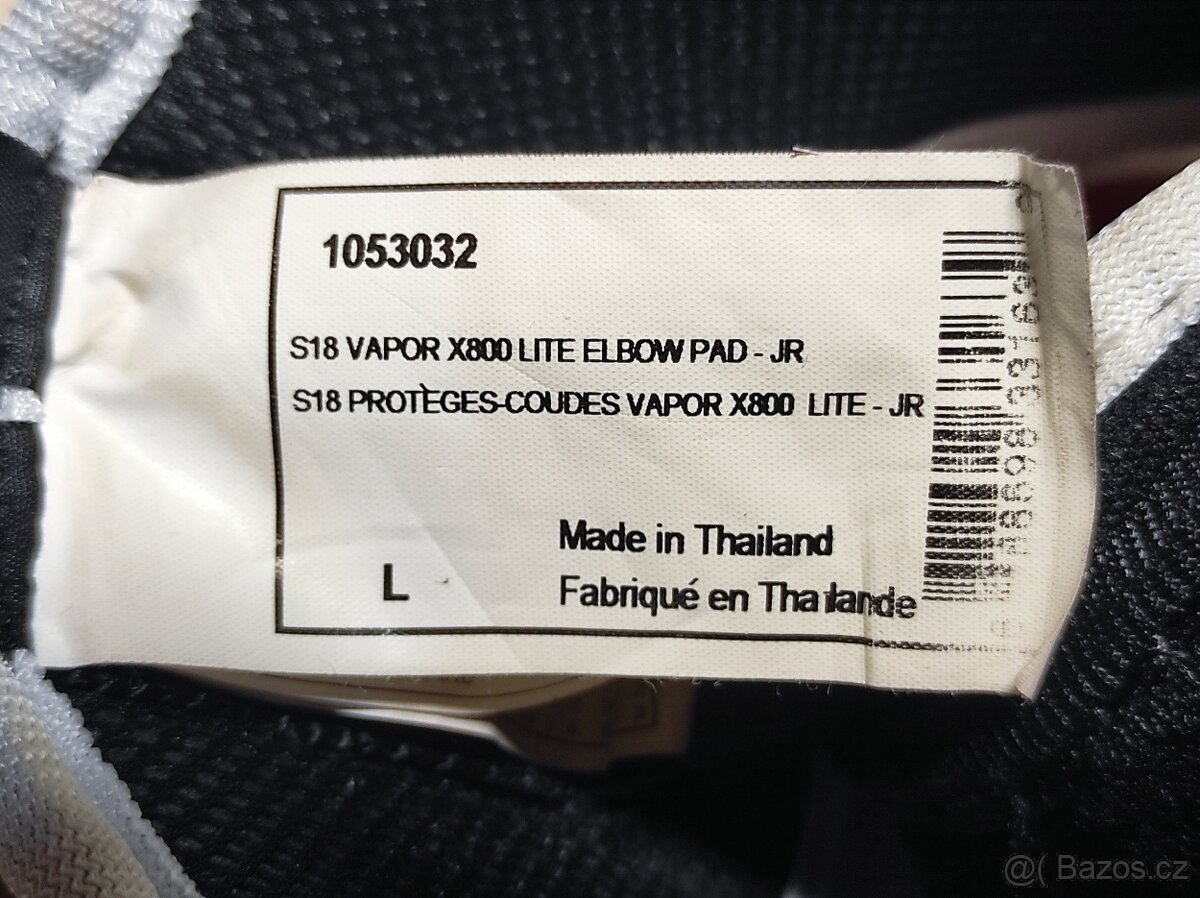 1053032
S18 VAPOR X800 LITE ELBOW PAD - JR
S18 PROTÈGES-COUDES VAPOR X800 LITE - JR
L
Made in Thailand
Fabriqué en Thaïlande
@( Bazos.cz